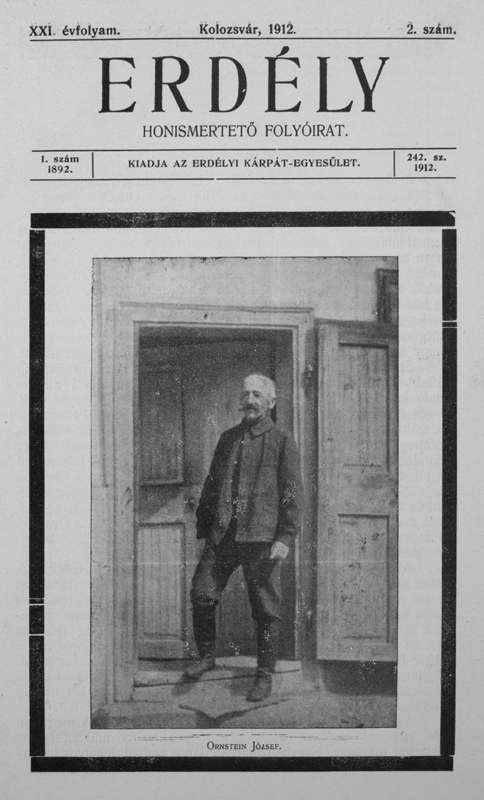 XXI. évfolyam. Kolozsvár, 1912. 2. szám.
ERDÉLY
HONISMERTETŐ FOLYÓIRAT.
1. szám
1892.
KIADJA AZ ERDÉLYI KÁRPÁT-EGYESÜLET.
242. sz.
1912.
ORNSTEIN JÓZSEF.